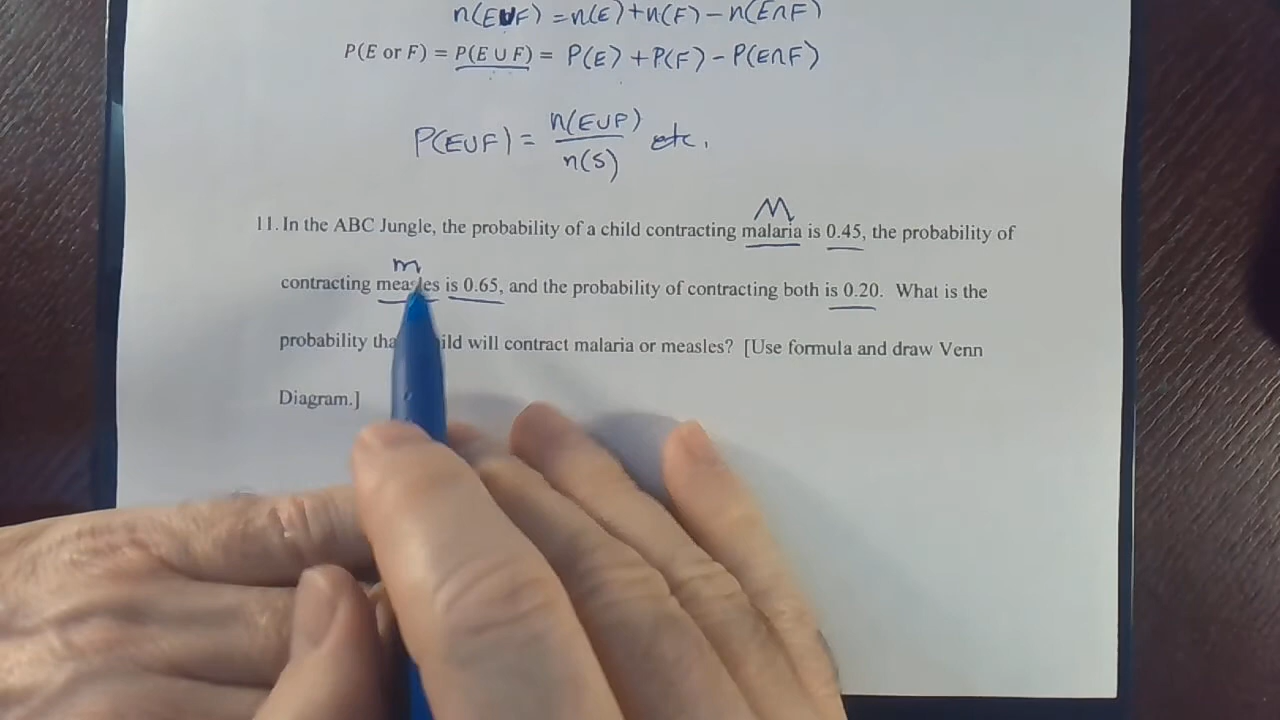 n(E∪F) = n(E) + n(F) − n(E∩F)
P(E or F) = P(E ∪ F) = P(E) + P(F) − P(E∩F)
P(E∪F) = n(E∪F) / n(S) etc.
M
11. In the ABC Jungle, the probability of a child contracting malaria is 0.45, the probability of
m
contracting measles is 0.65, and the probability of contracting both is 0.20. What is the
probability child will contract malaria or measles? [Use formula and draw Venn
Diagram.]